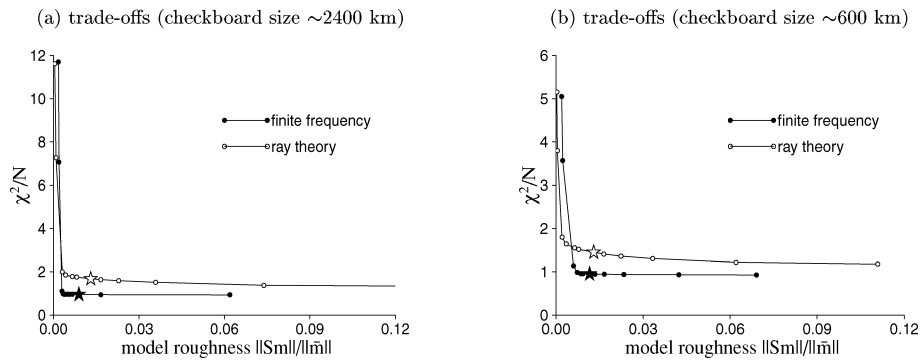 (a) trade-offs (checkboard size ~2400 km)
12
10
8
6
4
2
0
χ²/N
finite frequency
ray theory
0.00 0.03 0.06 0.09 0.12
model roughness ||Sm||/||m̄||
(b) trade-offs (checkboard size ~600 km)
6
5
4
3
2
1
0
χ²/N
finite frequency
ray theory
0.00 0.03 0.06 0.09 0.12
model roughness ||Sm||/||m̄||